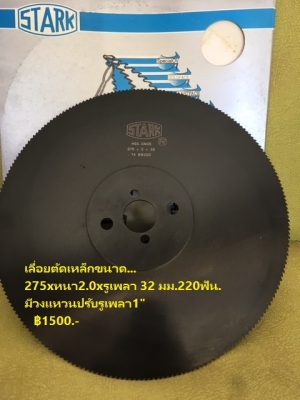 STARK
STARK
เลื่อยตัดเหล็กขนาด...
275xหนา2.0xรูเพลา 32 มม.220ฟัน.
มีวงแหวนปรับรูเพลา1"
฿1500.-